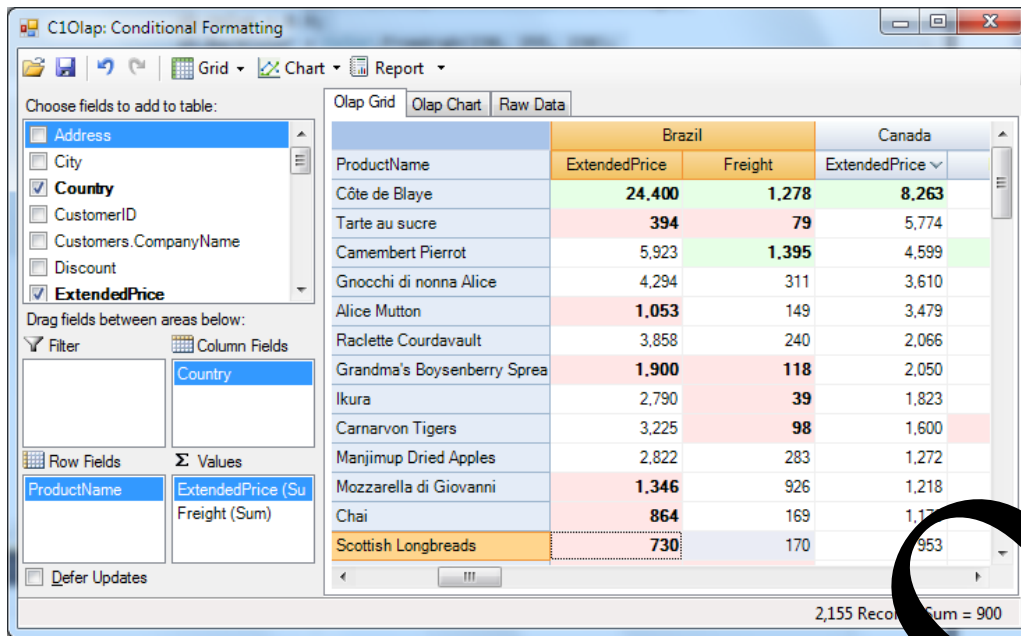 C1Olap: Conditional Formatting
Grid Chart Report
Choose fields to add to table:
Address
City
Country
CustomerID
Customers.CompanyName
Discount
ExtendedPrice
Drag fields between areas below:
Filter Column Fields
Country
Row Fields Σ Values
ProductName ExtendedPrice (Su
Freight (Sum)
Defer Updates
Olap Grid Olap Chart Raw Data
Brazil Canada
ProductName ExtendedPrice Freight ExtendedPrice
Côte de Blaye 24,400 1,278 8,263
Tarte au sucre 394 79 5,774
Camembert Pierrot 5,923 1,395 4,599
Gnocchi di nonna Alice 4,294 311 3,610
Alice Mutton 1,053 149 3,479
Raclette Courdavault 3,858 240 2,066
Grandma's Boysenberry Sprea 1,900 118 2,050
Ikura 2,790 39 1,823
Carnarvon Tigers 3,225 98 1,600
Manjimup Dried Apples 2,822 283 1,272
Mozzarella di Giovanni 1,346 926 1,218
Chai 864 169
Scottish Longbreads 730 170 953
2,155 = 900